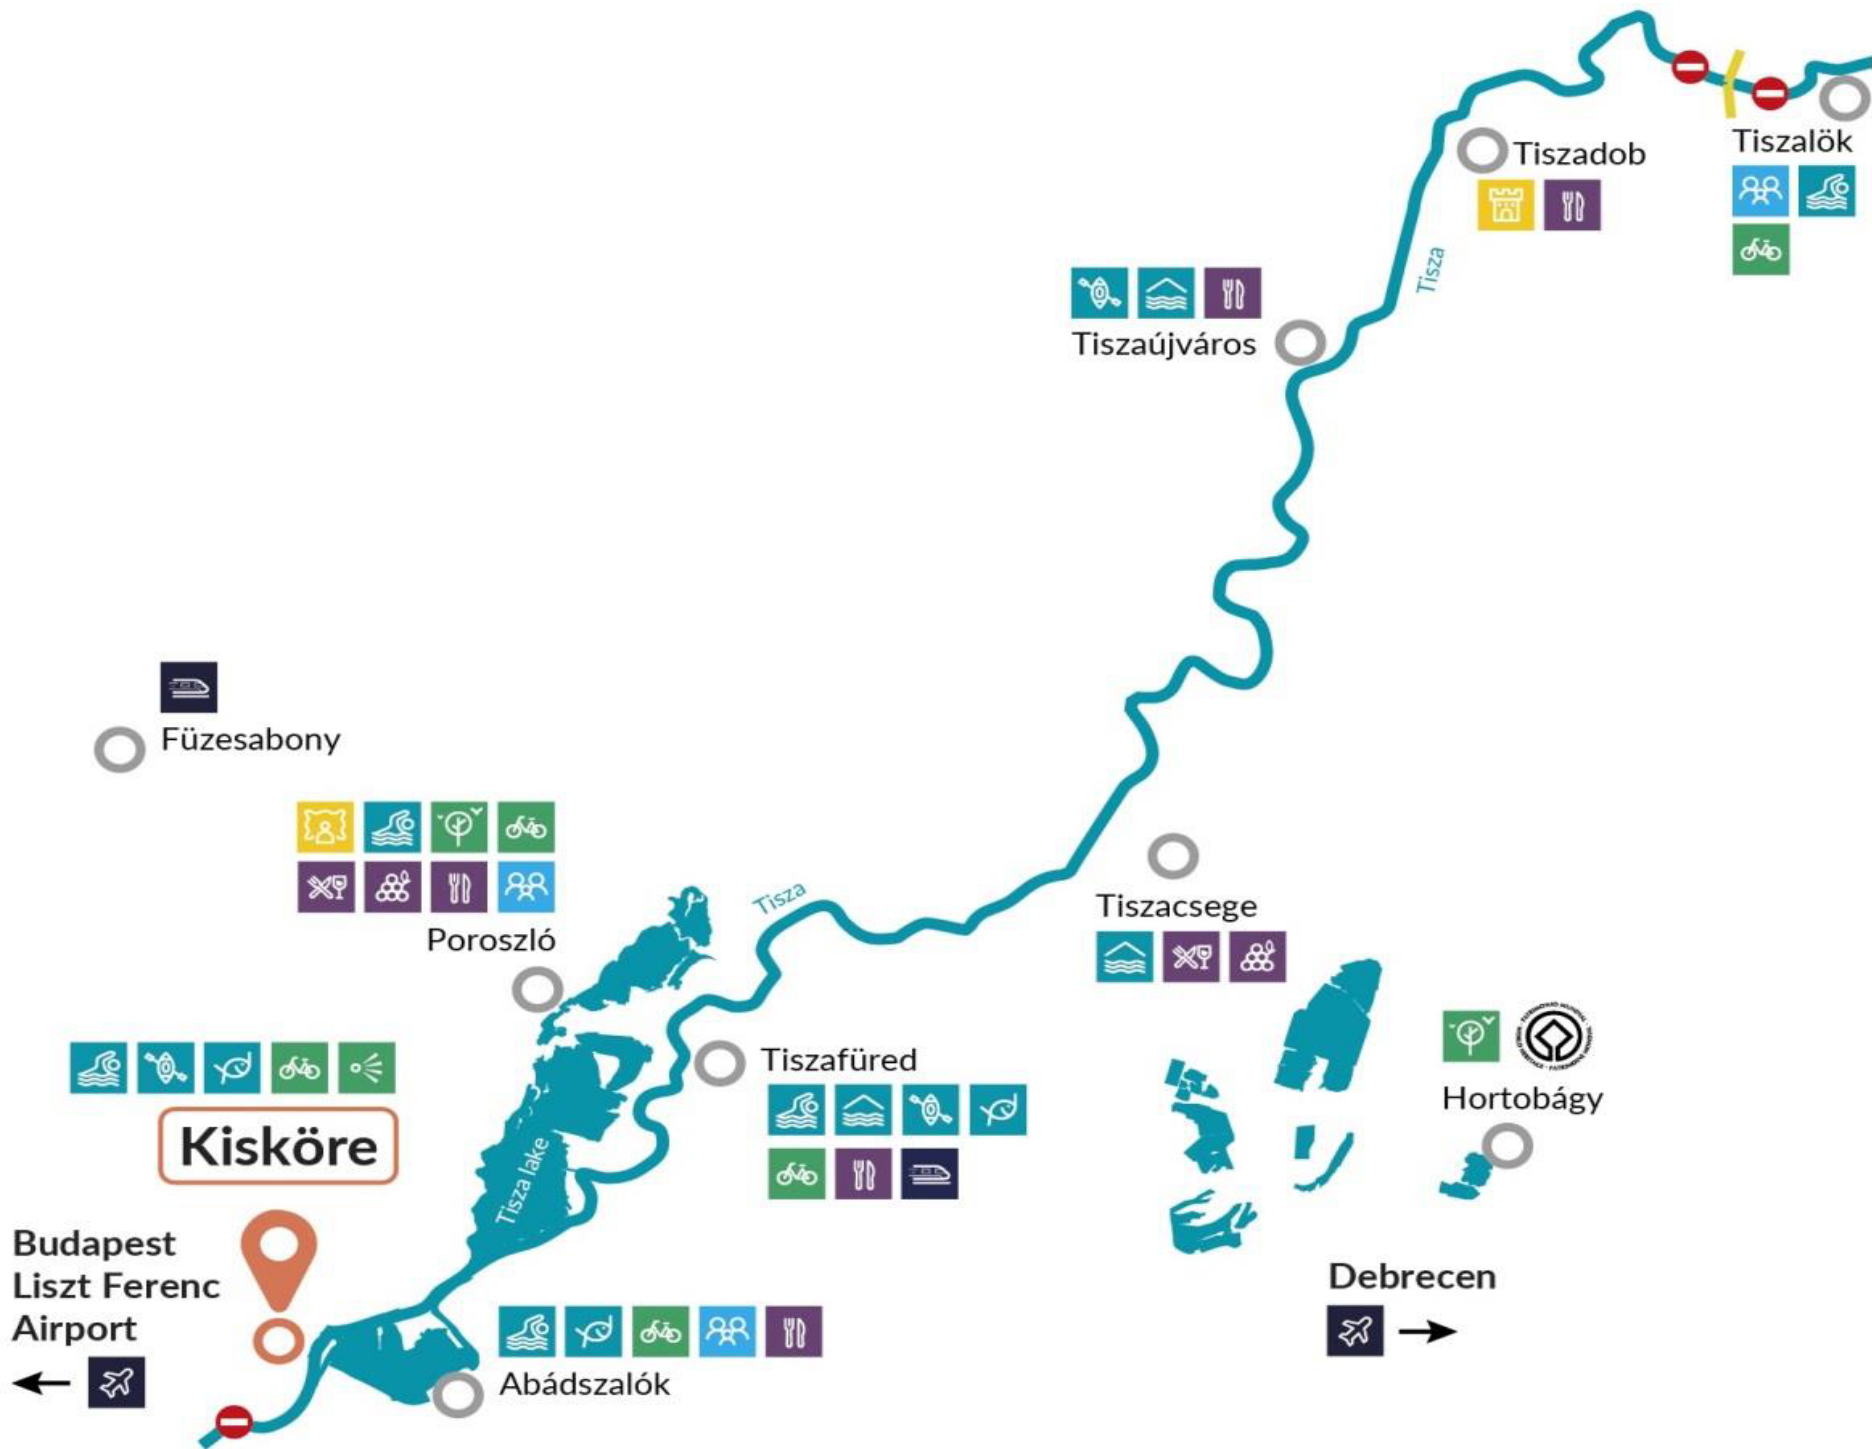 Tiszalök
Tiszadob
Tisza
Tiszaújváros
Füzesabony
Tisza
Tiszacsege
Poroszló
Tiszafüred
Hortobágy
Kisköre
Tisza lake
Budapest
Liszt Ferenc
Airport
Debrecen
Abádszalók